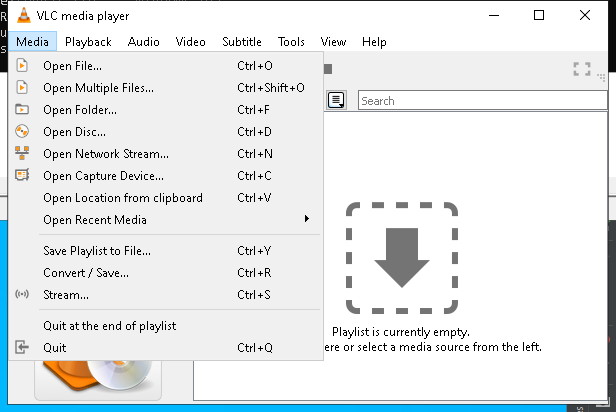 VLC media player
Media Playback Audio Video Subtitle Tools View Help
Open File... Ctrl+O
Open Multiple Files... Ctrl+Shift+O
Search
Open Folder... Ctrl+F
Open Disc... Ctrl+D
Open Network Stream... Ctrl+N
Open Capture Device... Ctrl+C
Open Location from clipboard Ctrl+V
Open Recent Media
Save Playlist to File... Ctrl+Y
Convert / Save... Ctrl+R
Stream... Ctrl+S
Quit at the end of playlist
Quit Ctrl+Q
Playlist is currently empty.
ere or select a media source from the left.